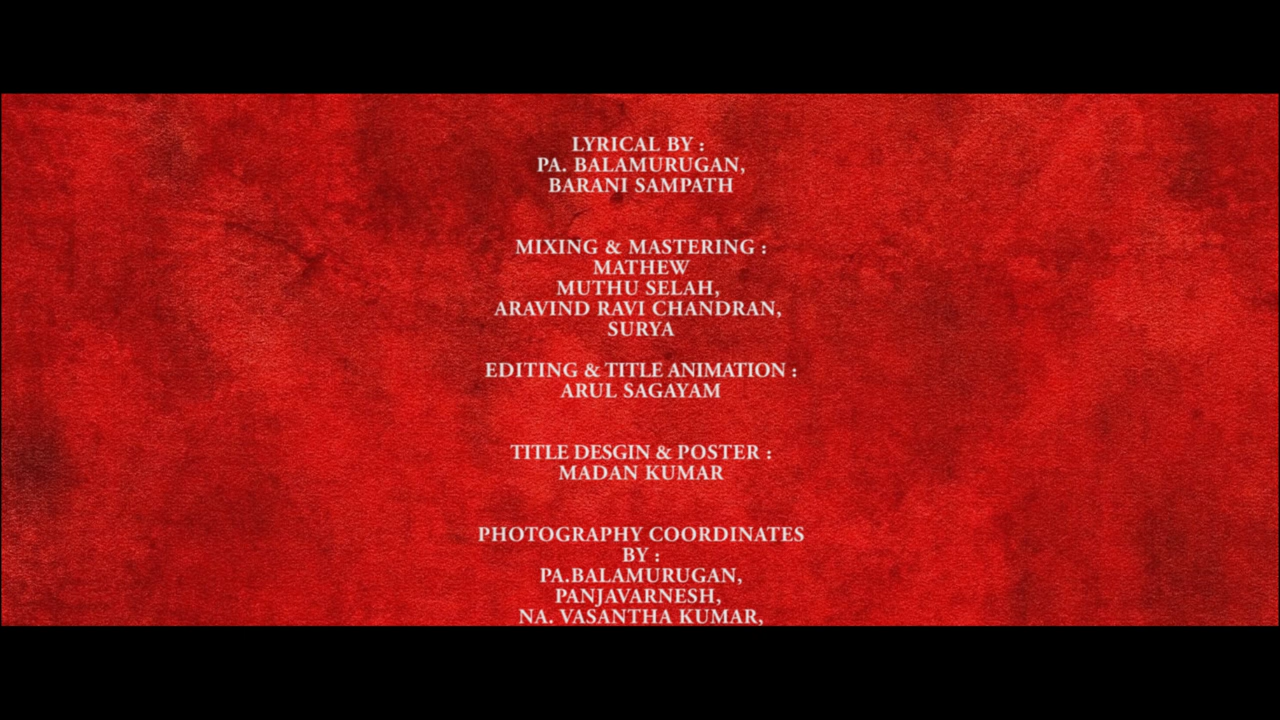 LYRICAL BY :
PA. BALAMURUGAN,
BARANI SAMPATH
MIXING & MASTERING :
MATHEW
MUTHU SELAH,
ARAVIND RAVI CHANDRAN,
SURYA
EDITING & TITLE ANIMATION :
ARUL SAGAYAM
TITLE DESGIN & POSTER :
MADAN KUMAR
PHOTOGRAPHY COORDINATES
BY :
PA.BALAMURUGAN,
PANJAVARNESH,
NA. VASANTHA KUMAR,